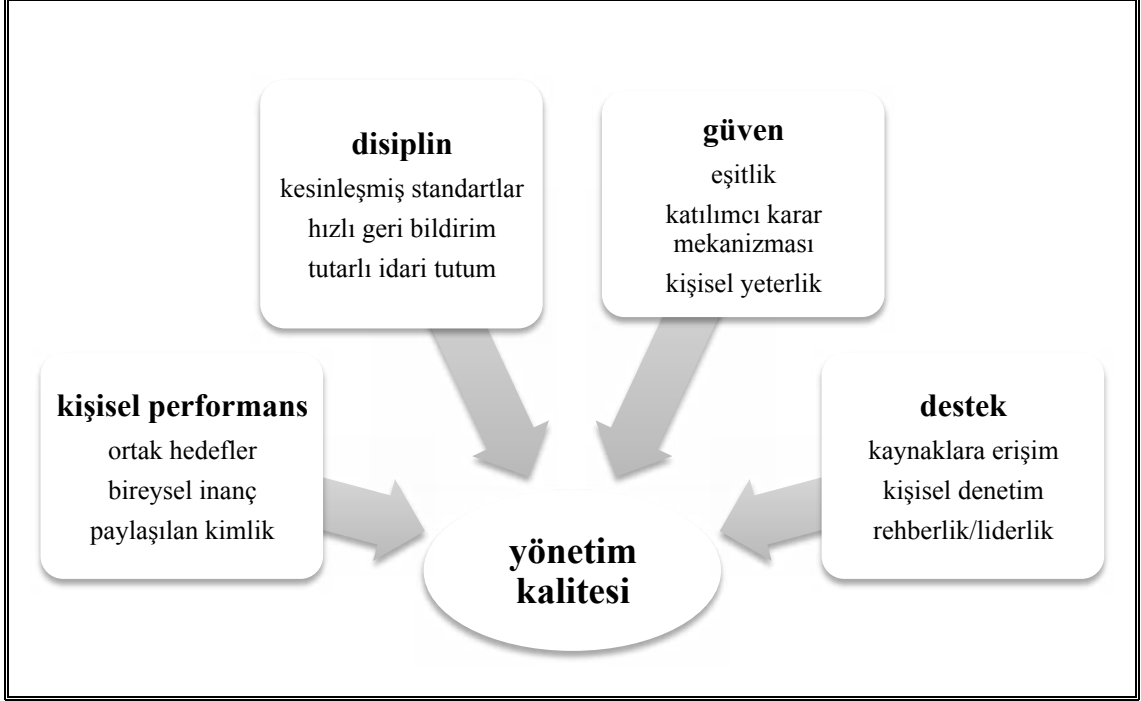 disiplin
kesinleşmiş standartlar
hızlı geri bildirim
tutarlı idari tutum
güven
eşitlik
katılımcı karar
mekanizması
kişisel yeterlik
kişisel performans
ortak hedefler
bireysel inanç
paylaşılan kimlik
destek
kaynaklara erişim
kişisel denetim
rehberlik/liderlik
yönetim
kalitesi